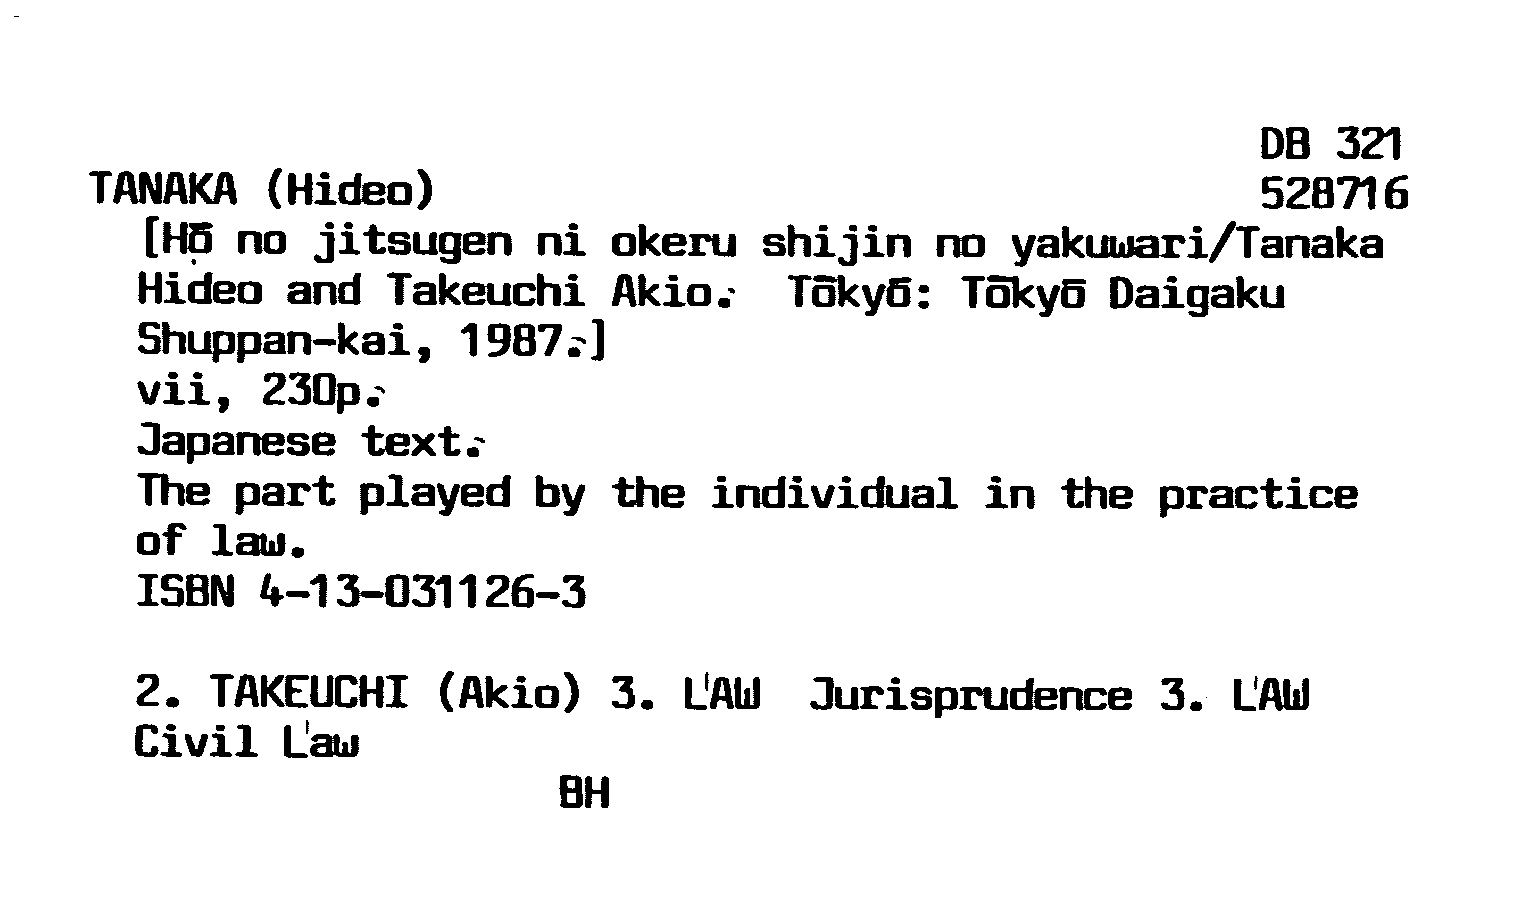 DB 321
TANAKA (Hideo) 528716
[Hō no jitsugen ni okeru shijin no yakuwari/Tanaka
Hideo and Takeuchi Akio. Tōkyō: Tōkyō Daigaku
Shuppan-kai, 1987.]
vii, 230p.
Japanese text.
The part played by the individual in the practice
of law.
ISBN 4-13-031126-3
2. TAKEUCHI (Akio) 3. LAW Jurisprudence 3. LAW
Civil Law
BH